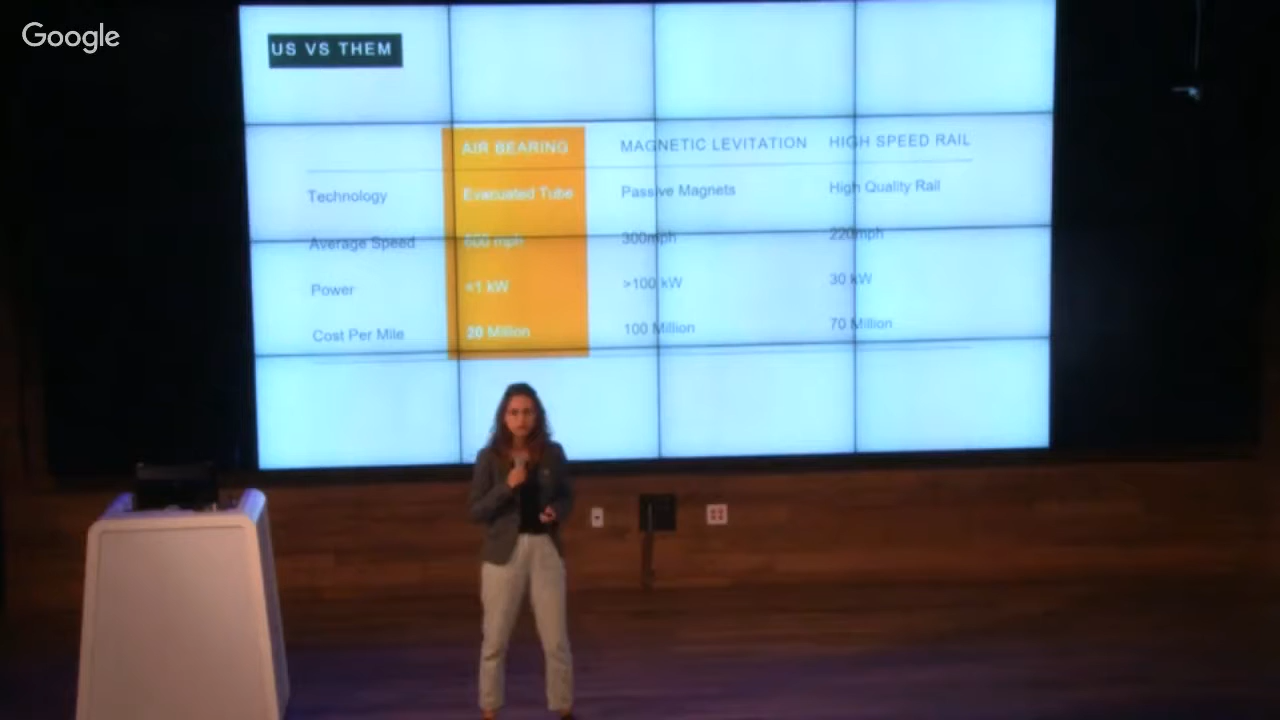 Google
US VS THEM
AIR BEARING MAGNETIC LEVITATION HIGH SPEED RAIL
Technology Evacuated Tube Passive Magnets High Quality Rail
Average Speed 600 mph 300mph 220mph
Power <1 kW >100 kW 30 kW
Cost Per Mile 20 Million 100 Million 70 Million